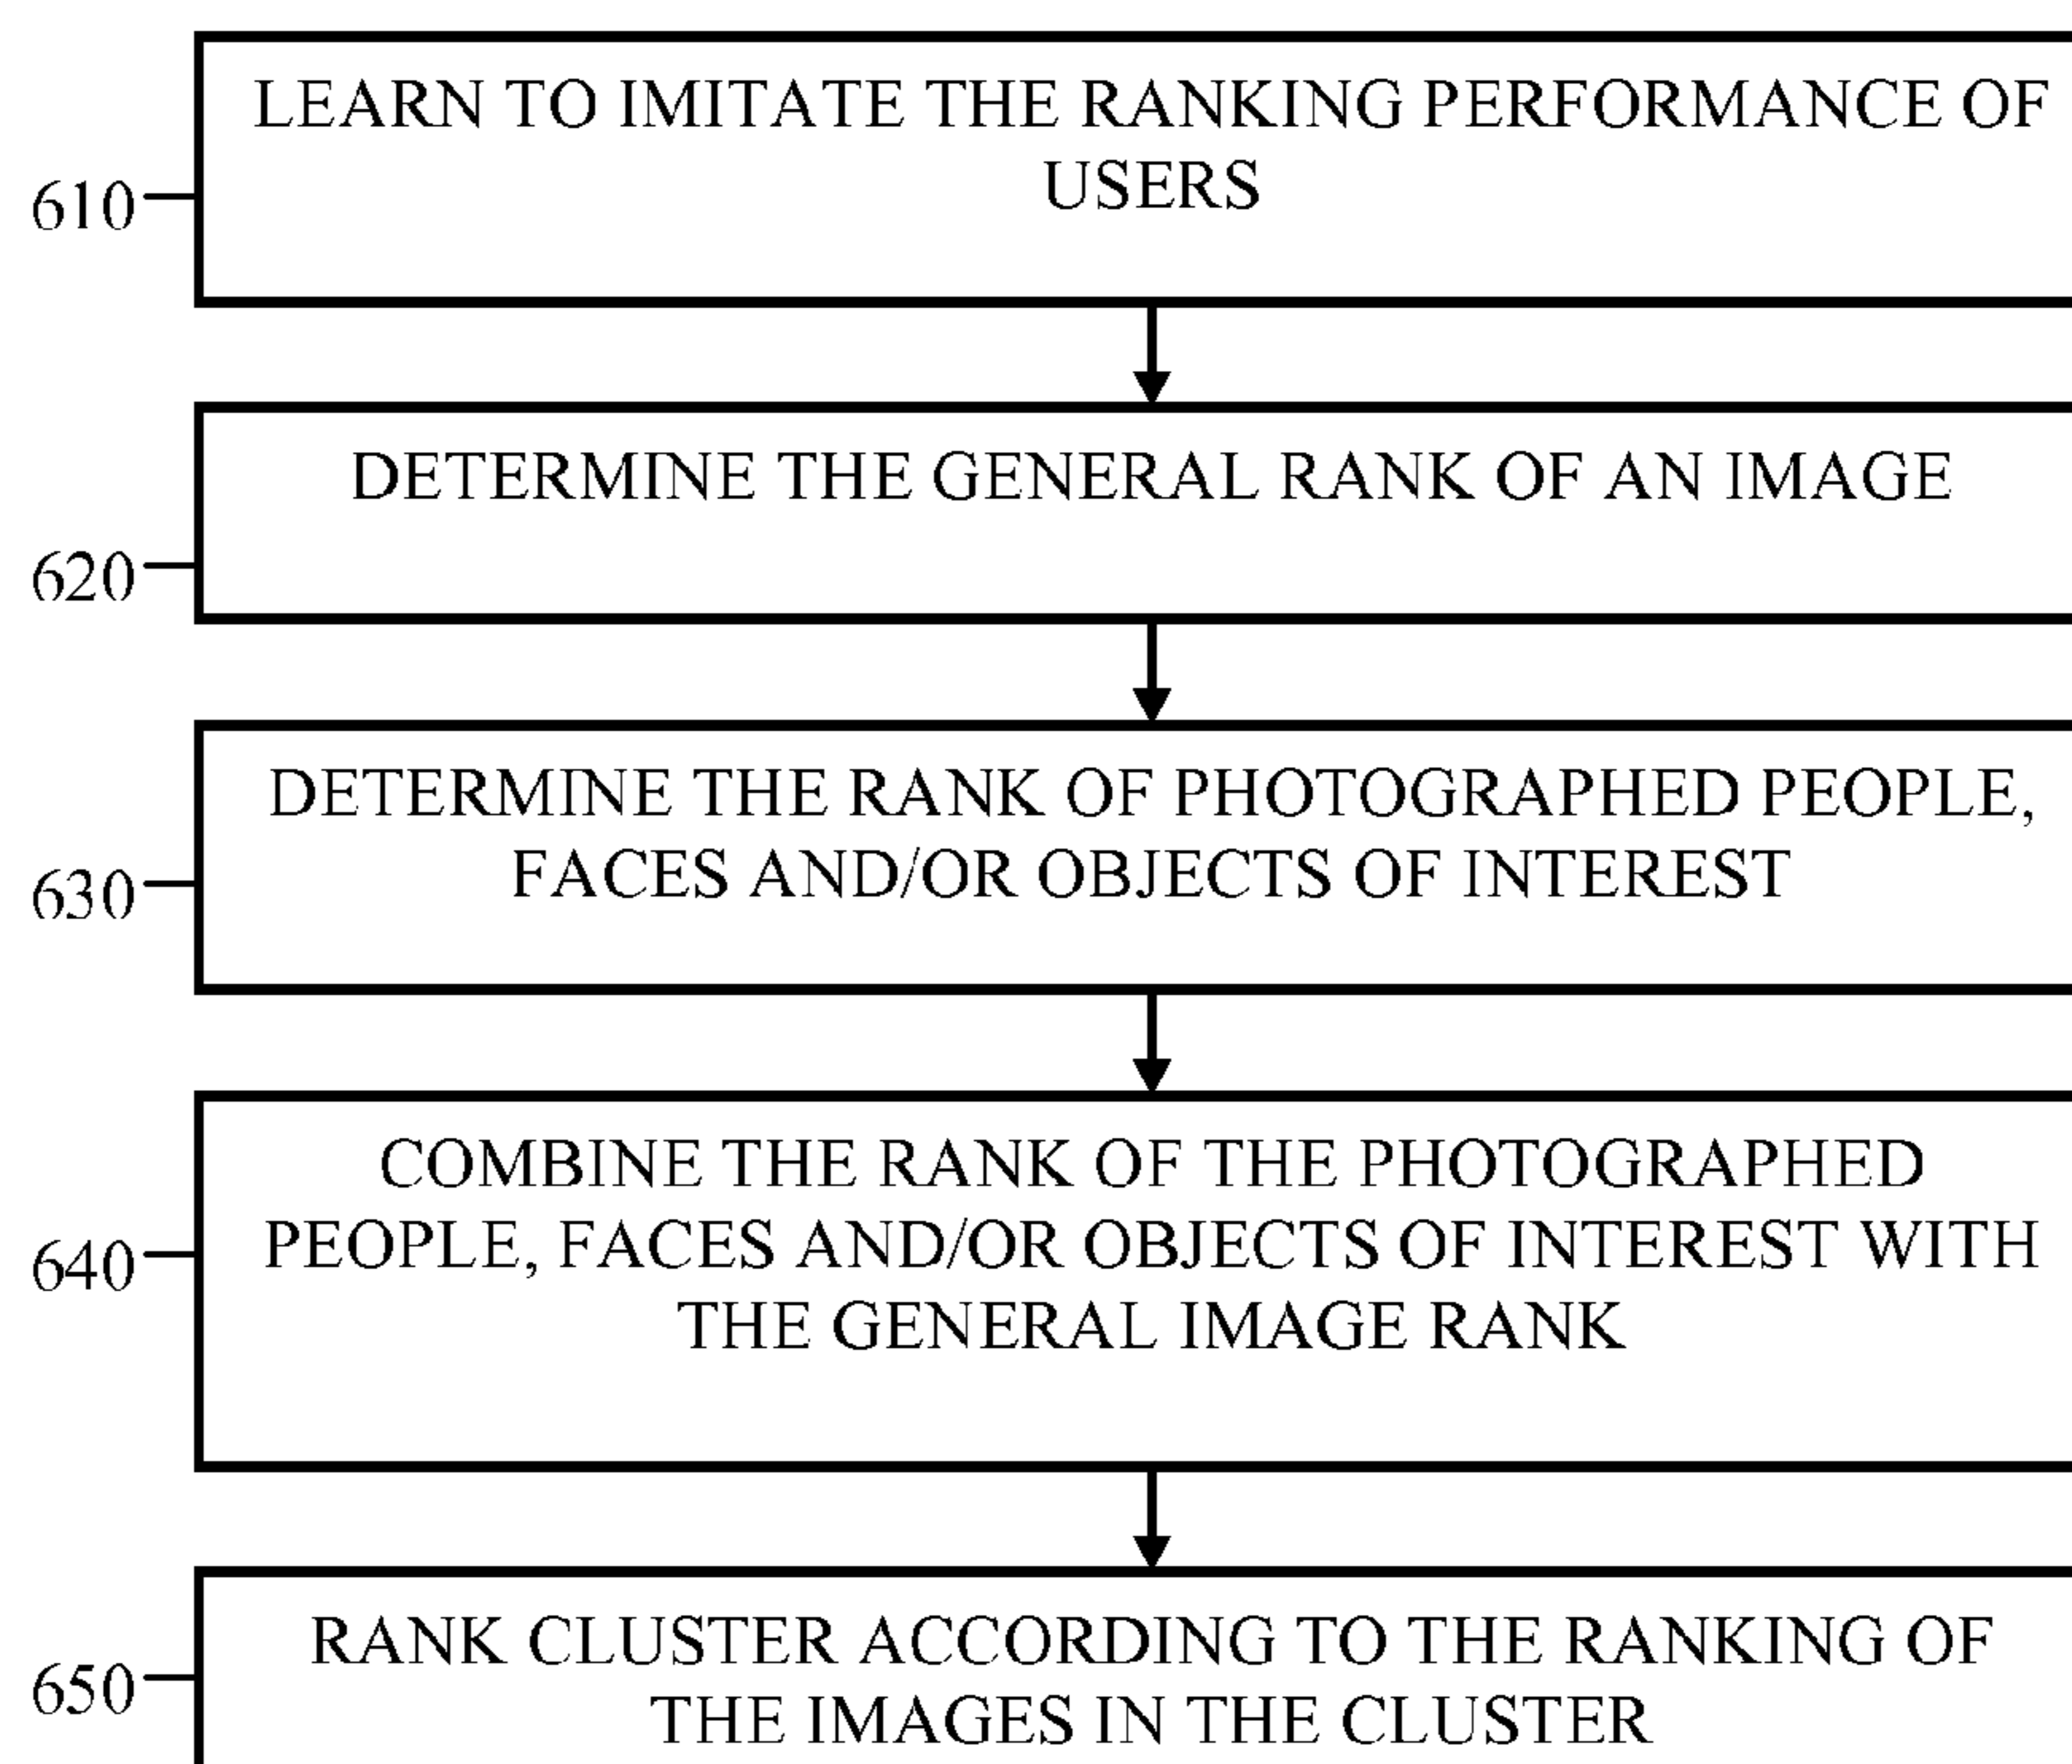 LEARN TO IMITATE THE RANKING PERFORMANCE OF
USERS
610
DETERMINE THE GENERAL RANK OF AN IMAGE
620
DETERMINE THE RANK OF PHOTOGRAPHED PEOPLE,
FACES AND/OR OBJECTS OF INTEREST
630
COMBINE THE RANK OF THE PHOTOGRAPHED
PEOPLE, FACES AND/OR OBJECTS OF INTEREST WITH
THE GENERAL IMAGE RANK
640
RANK CLUSTER ACCORDING TO THE RANKING OF
THE IMAGES IN THE CLUSTER
650